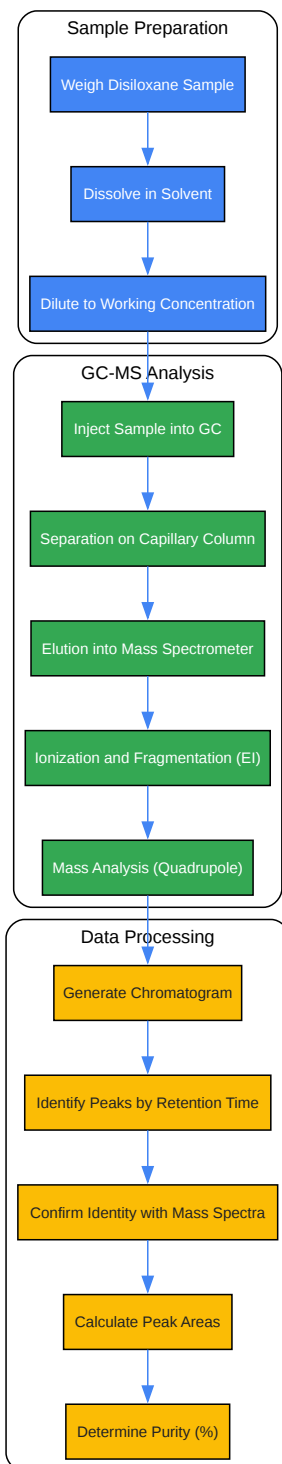 Sample Preparation
Weigh Disiloxane Sample
Dissolve in Solvent
Dilute to Working Concentration
GC-MS Analysis
Inject Sample into GC
Separation on Capillary Column
Elution into Mass Spectrometer
Ionization and Fragmentation (EI)
Mass Analysis (Quadrupole)
Data Processing
Generate Chromatogram
Identify Peaks by Retention Time
Confirm Identity with Mass Spectra
Calculate Peak Areas
Determine Purity (%)